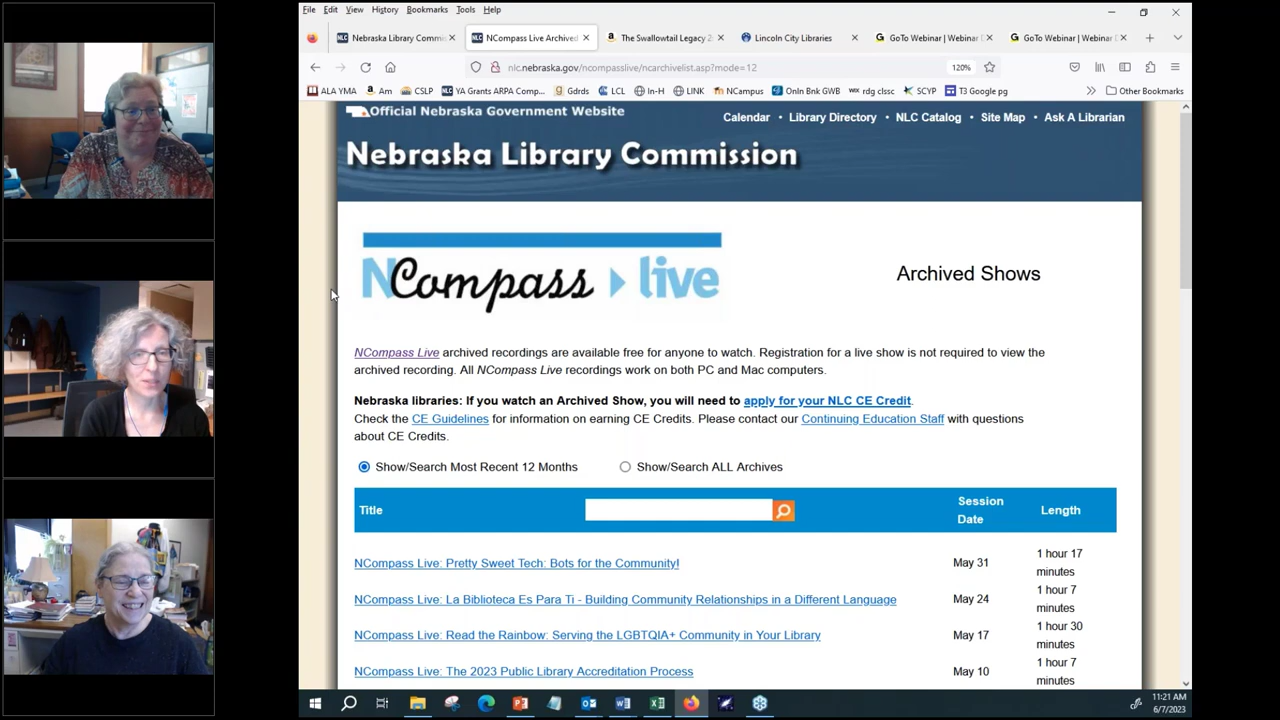 File Edit View History Bookmarks Tools Help
Nebraska Library Commis
NCompass Live Archived
The Swallowtail Legacy 2:
Lincoln City Libraries
GoTo Webinar | Webinar
GoTo Webinar | Webinar
nlc.nebraska.gov/ncompasslive/ncarchivelist.asp?mode=12
120%
ALA YMA
Am
CSLP
YA Grants ARPA Comp...
Gdrds
LCL
In-H
LINK
NCampus
OnIn Bnk GWB
rdg clssc
SCYP
T3 Google pg
Other Bookmarks
Official Nebraska Government Website
Calendar • Library Directory • NLC Catalog • Site Map • Ask A Librarian
Nebraska Library Commission
NCompass live
Archived Shows
NCompass Live archived recordings are available free for anyone to watch. Registration for a live show is not required to view the
archived recording. All NCompass Live recordings work on both PC and Mac computers.
Nebraska libraries: If you watch an Archived Show, you will need to apply for your NLC CE Credit.
Check the CE Guidelines for information on earning CE Credits. Please contact our Continuing Education Staff with questions
about CE Credits.
Show/Search Most Recent 12 Months
Show/Search ALL Archives
Title
Session
Date
Length
NCompass Live: Pretty Sweet Tech: Bots for the Community!
May 31
1 hour 17
minutes
NCompass Live: La Biblioteca Es Para Ti - Building Community Relationships in a Different Language
May 24
1 hour 7
minutes
NCompass Live: Read the Rainbow: Serving the LGBTQIA+ Community in Your Library
May 17
1 hour 30
minutes
NCompass Live: The 2023 Public Library Accreditation Process
May 10
1 hour 7
minutes
11:21 AM
6/7/2023